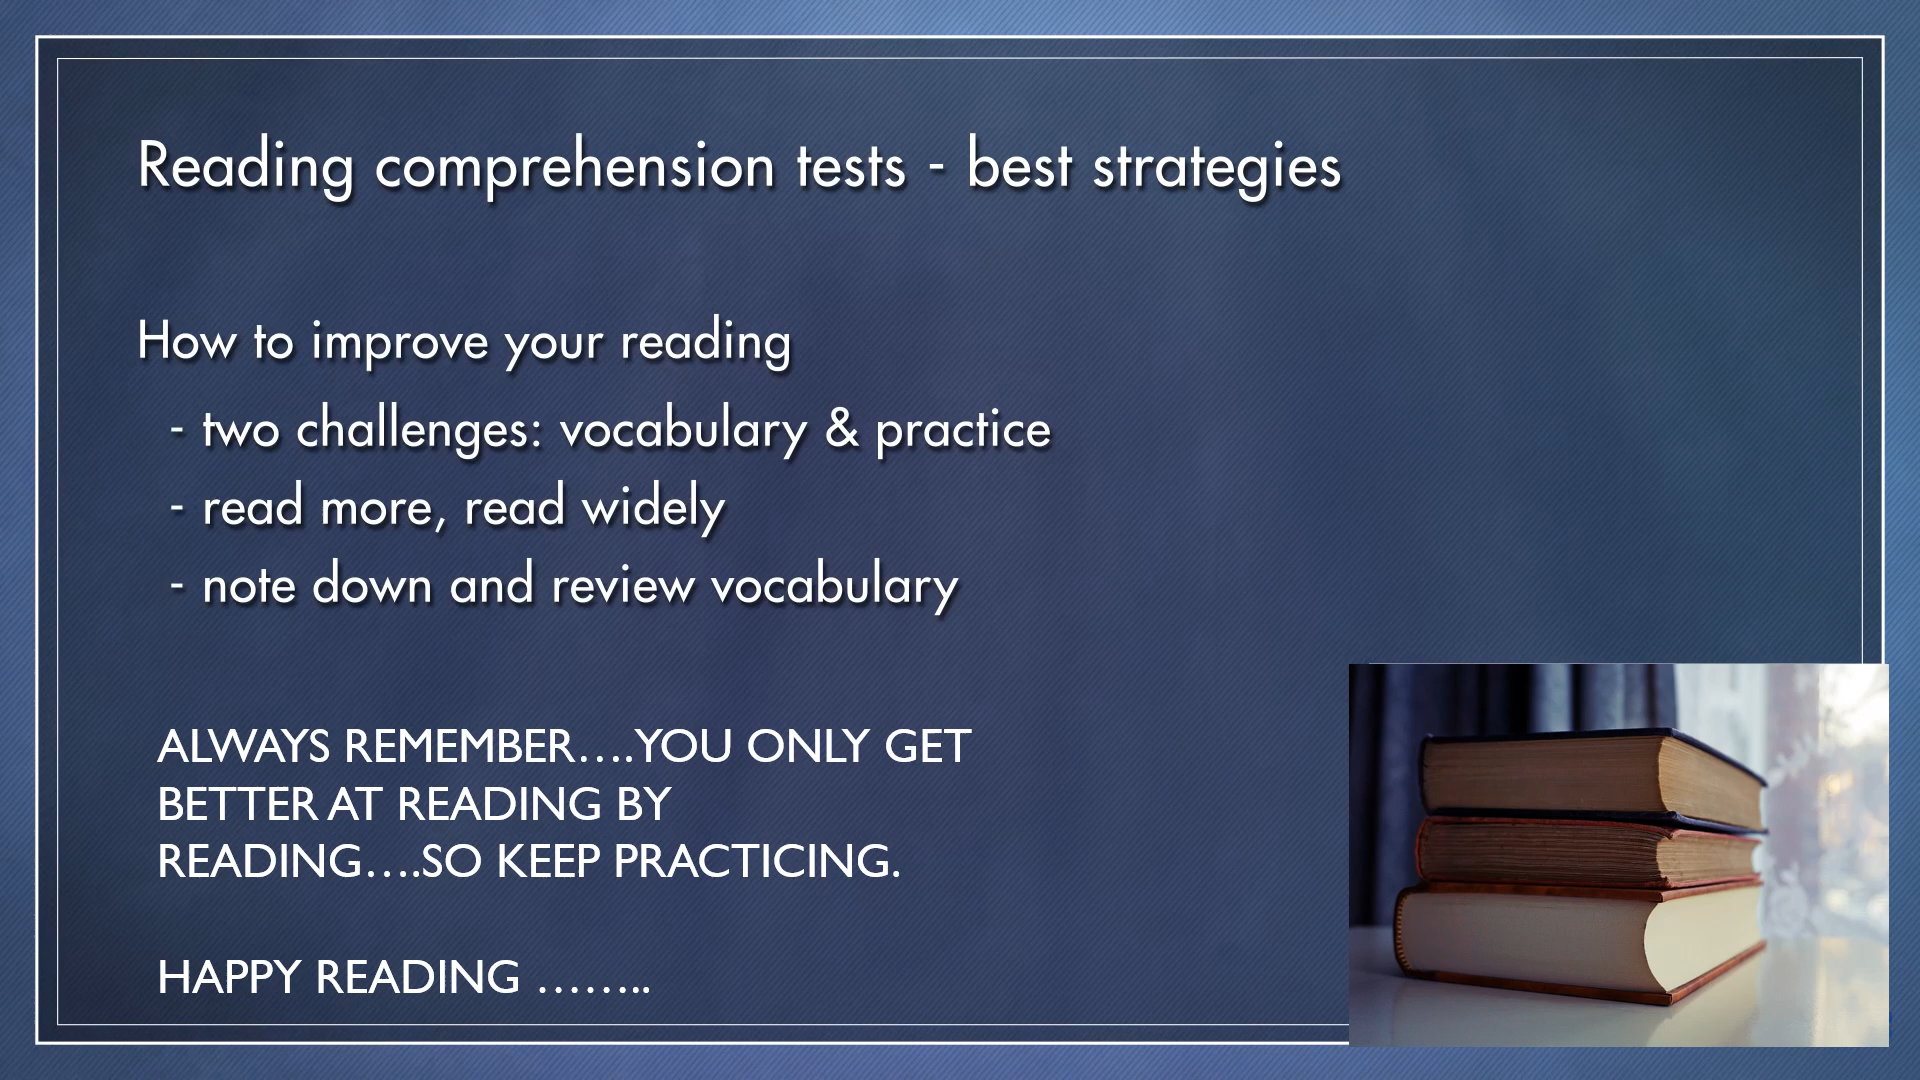 Reading comprehension tests - best strategies
How to improve your reading
- two challenges: vocabulary & practice
- read more, read widely
- note down and review vocabulary
ALWAYS REMEMBER….YOU ONLY GET
BETTER AT READING BY
READING….SO KEEP PRACTICING.
HAPPY READING ……..